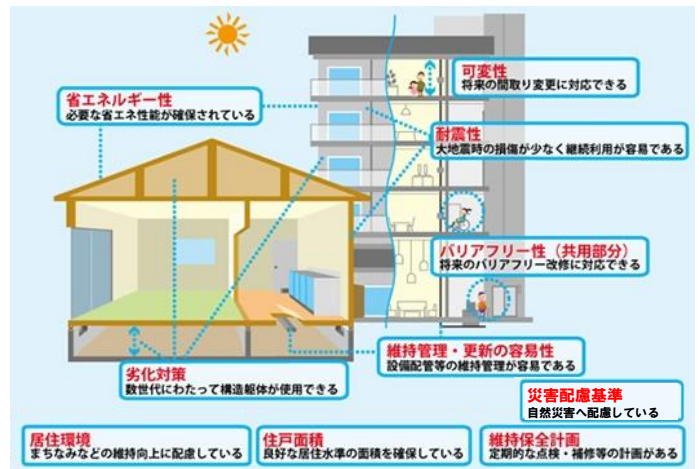 可変性
将来の間取り変更に対応できる
省エネルギー性
必要な省エネ性能が確保されている
耐震性
大地震時の損傷が少なく継続利用が容易である
バリアフリー性（共用部分）
将来のバリアフリー改修に対応できる
維持管理・更新の容易性
設備配管等の維持管理が容易である
劣化対策
数世代にわたって構造躯体が使用できる
災害配慮基準
自然災害へ配慮している
居住環境
まちなみなどの維持向上に配慮している
住戸面積
良好な居住水準の面積を確保している
維持保全計画
定期的な点検・補修等の計画がある